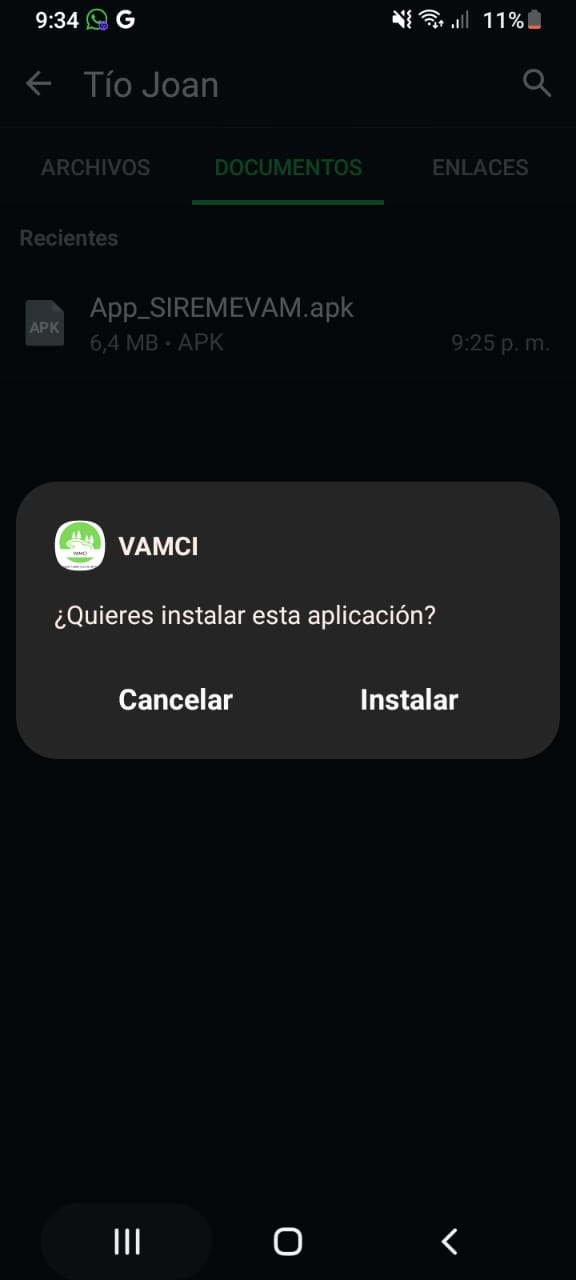 9:34 G 11%
Tío Joan
ARCHIVOS DOCUMENTOS ENLACES
Recientes
APK
App_SIREMEVAM.apk
6,4 MB • APK 9:25 p. m.
VAMCI
VAMCI
¿Quieres instalar esta aplicación?
Cancelar Instalar